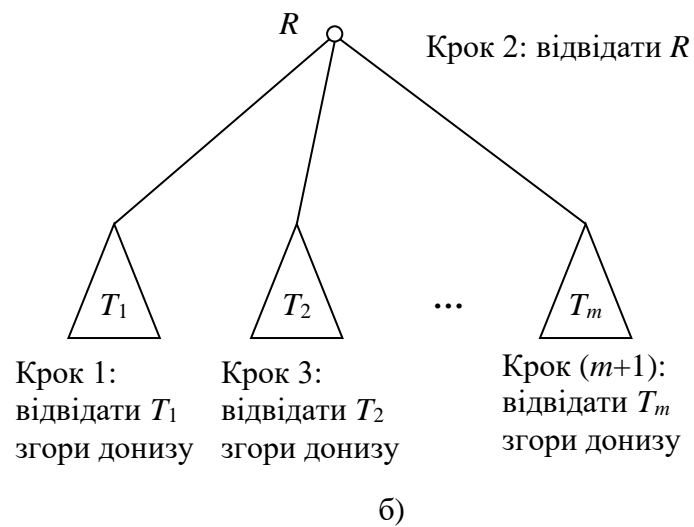 R
Крок 2: відвідати R
T1
T2
...
Tm
Крок 1:
відвідати T1
згори донизу
Крок 3:
відвідати T2
згори донизу
Крок (m+1):
відвідати Tm
згори донизу
б)